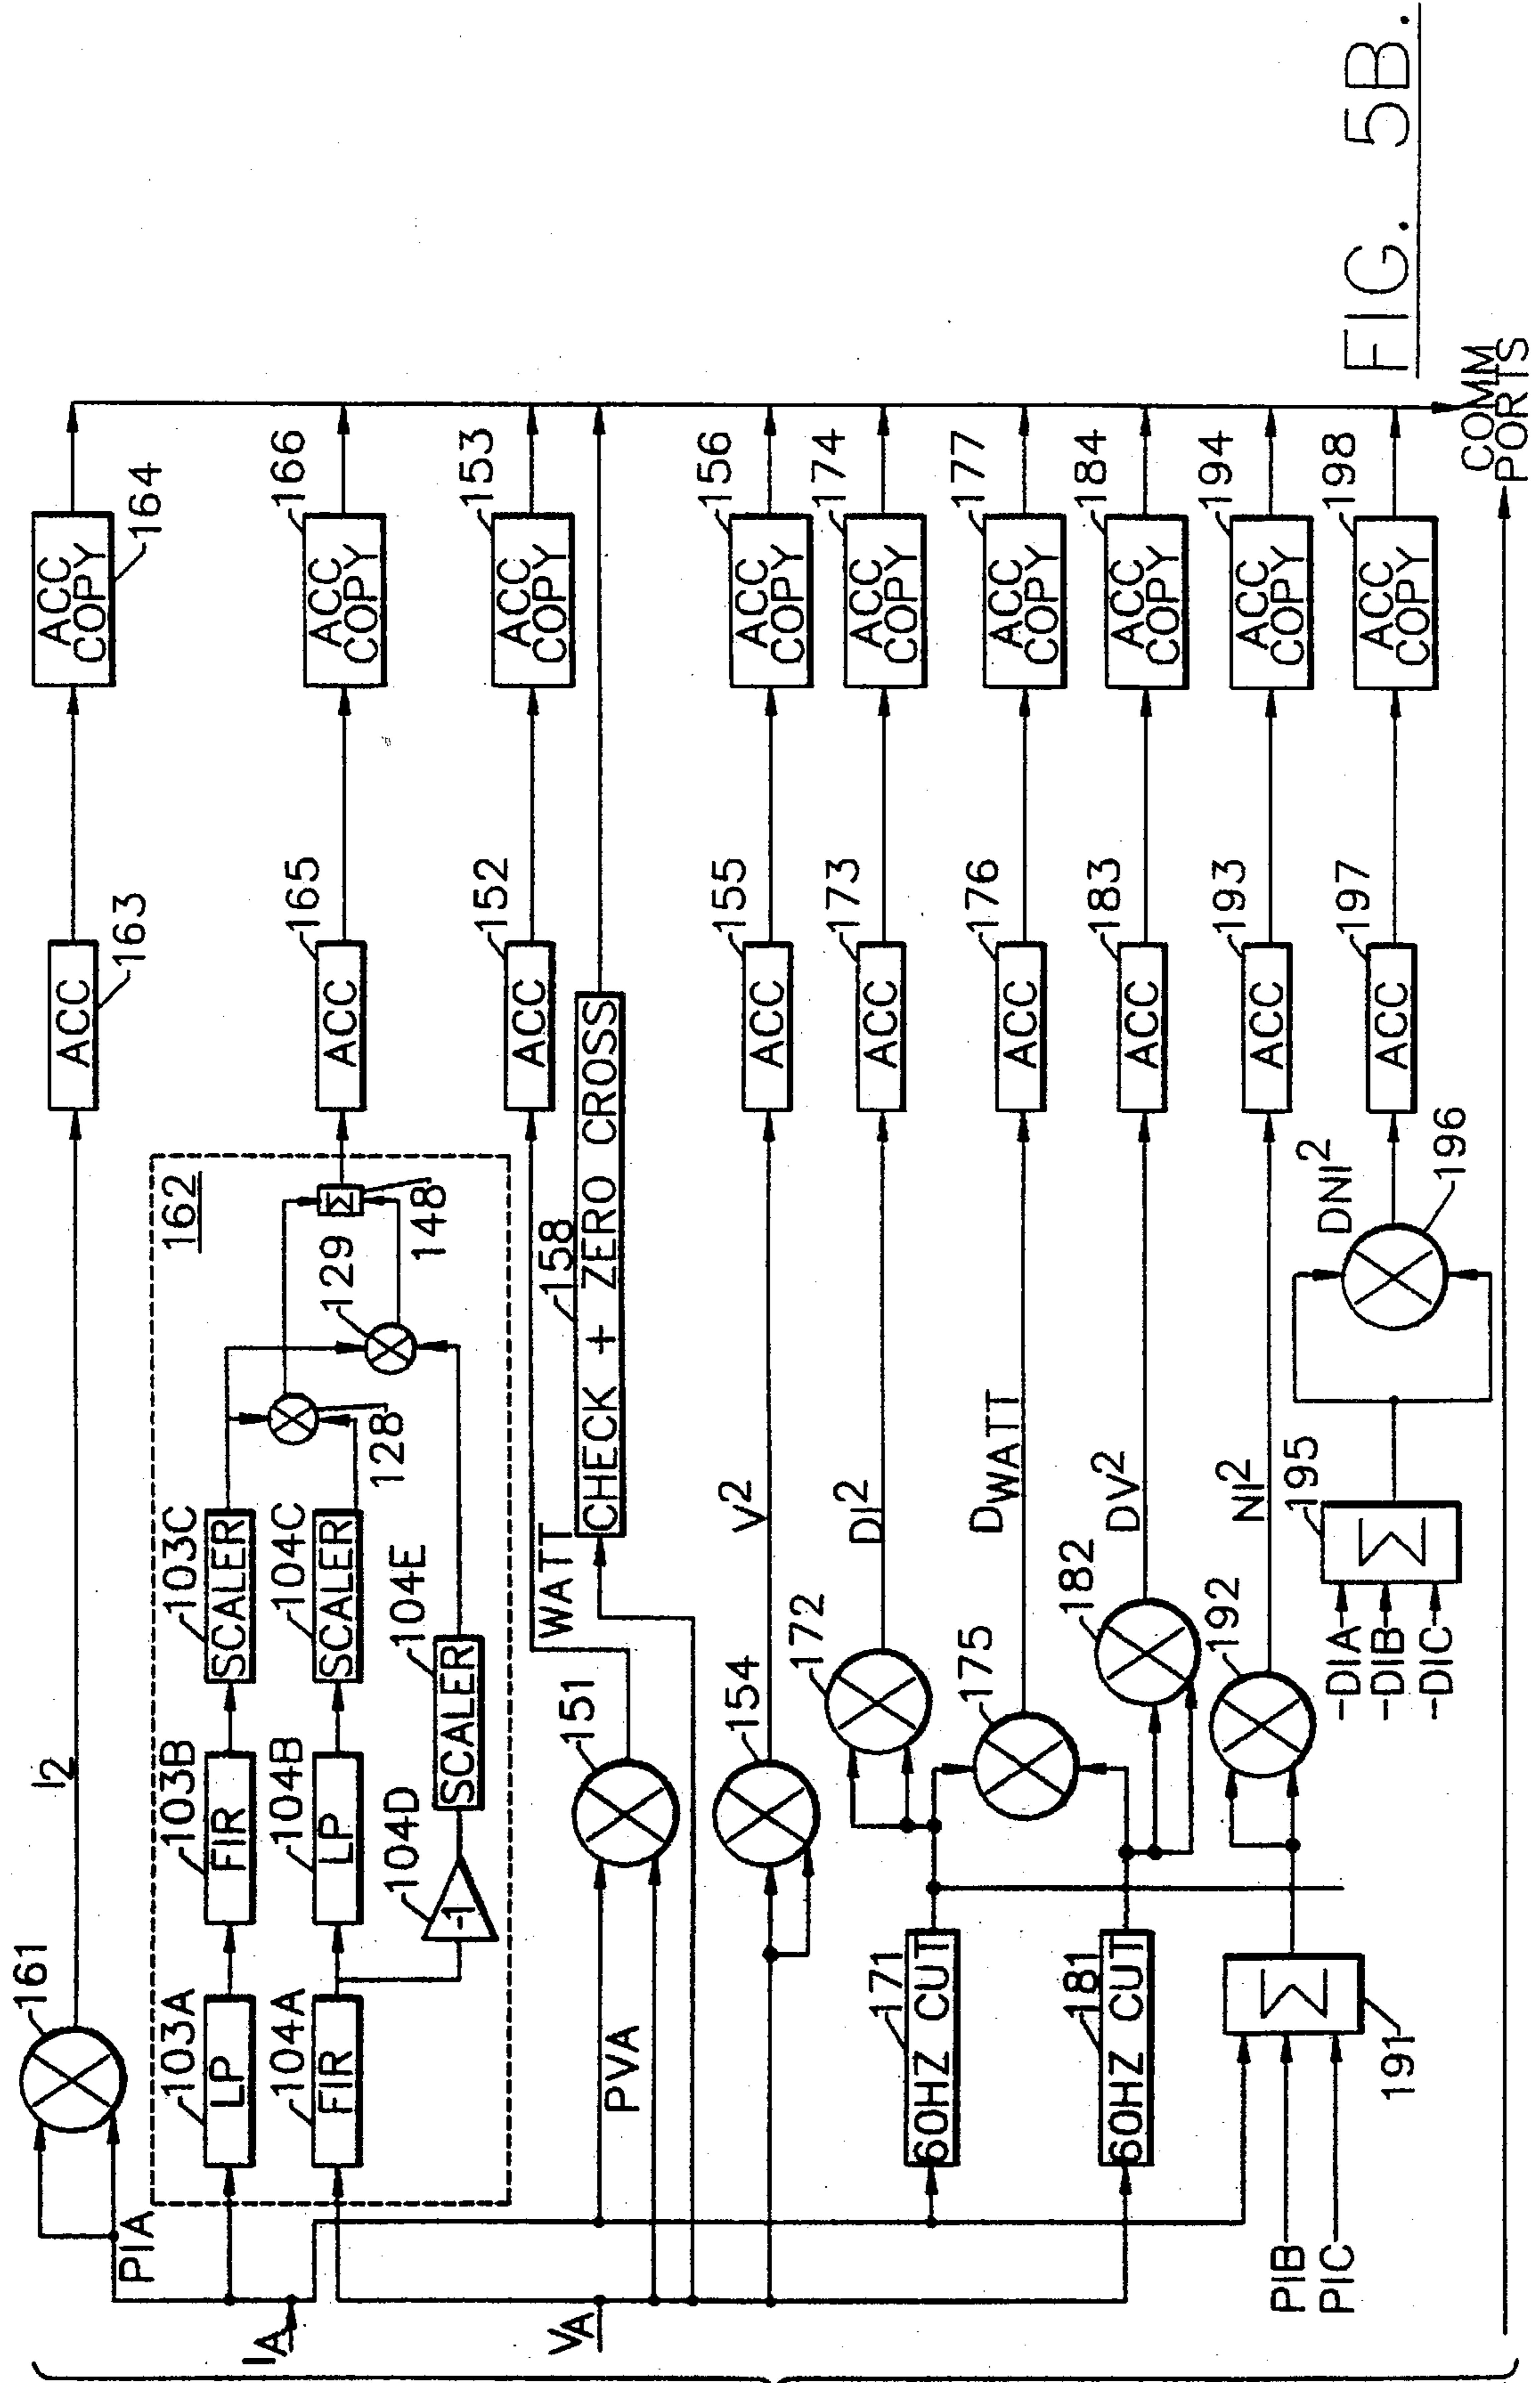 161
I2
PIA
ACC
163
ACC
COPY
164
162
103A
LP
103B
FIR
103C
SCALER
104A
FIR
104B
LP
104C
SCALER
104D
-1
104E
SCALER
128
129
Σ
148
165
ACC
166
ACC
COPY
IA
VA
PVA
151
WATT
152
ACC
153
ACC
COPY
158
CHECK + ZERO CROSS
154
V2
155
ACC
156
ACC
COPY
171
60HZ CUT
172
DI2
173
ACC
174
ACC
COPY
175
DWATT
176
ACC
177
ACC
COPY
181
60HZ CUT
182
DV2
183
ACC
184
ACC
COPY
PIB
PIC
Σ
191
192
NI2
193
ACC
194
ACC
COPY
-DIA-
-DIB-
-DIC-
Σ
195
196
DNI2
197
ACC
198
ACC
COPY
COMM
PORTS
FIG. 5B.